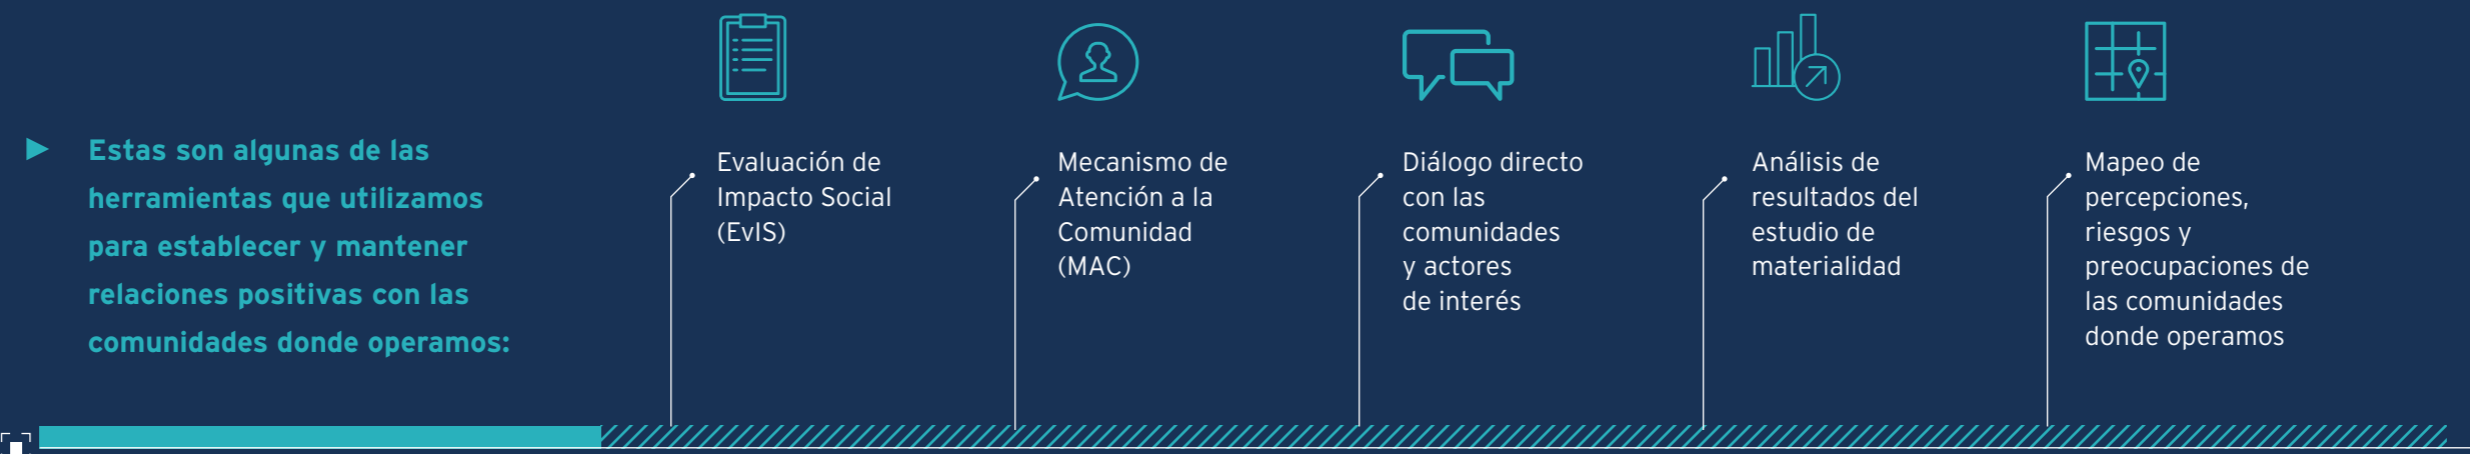 Estas son algunas de las
herramientas que utilizamos
para establecer y mantener
relaciones positivas con las
comunidades donde operamos:
Evaluación de
Impacto Social
(EvIS)
Mecanismo de
Atención a la
Comunidad
(MAC)
Diálogo directo
con las
comunidades
y actores
de interés
Análisis de
resultados del
estudio de
materialidad
Mapeo de
percepciones,
riesgos y
preocupaciones de
las comunidades
donde operamos